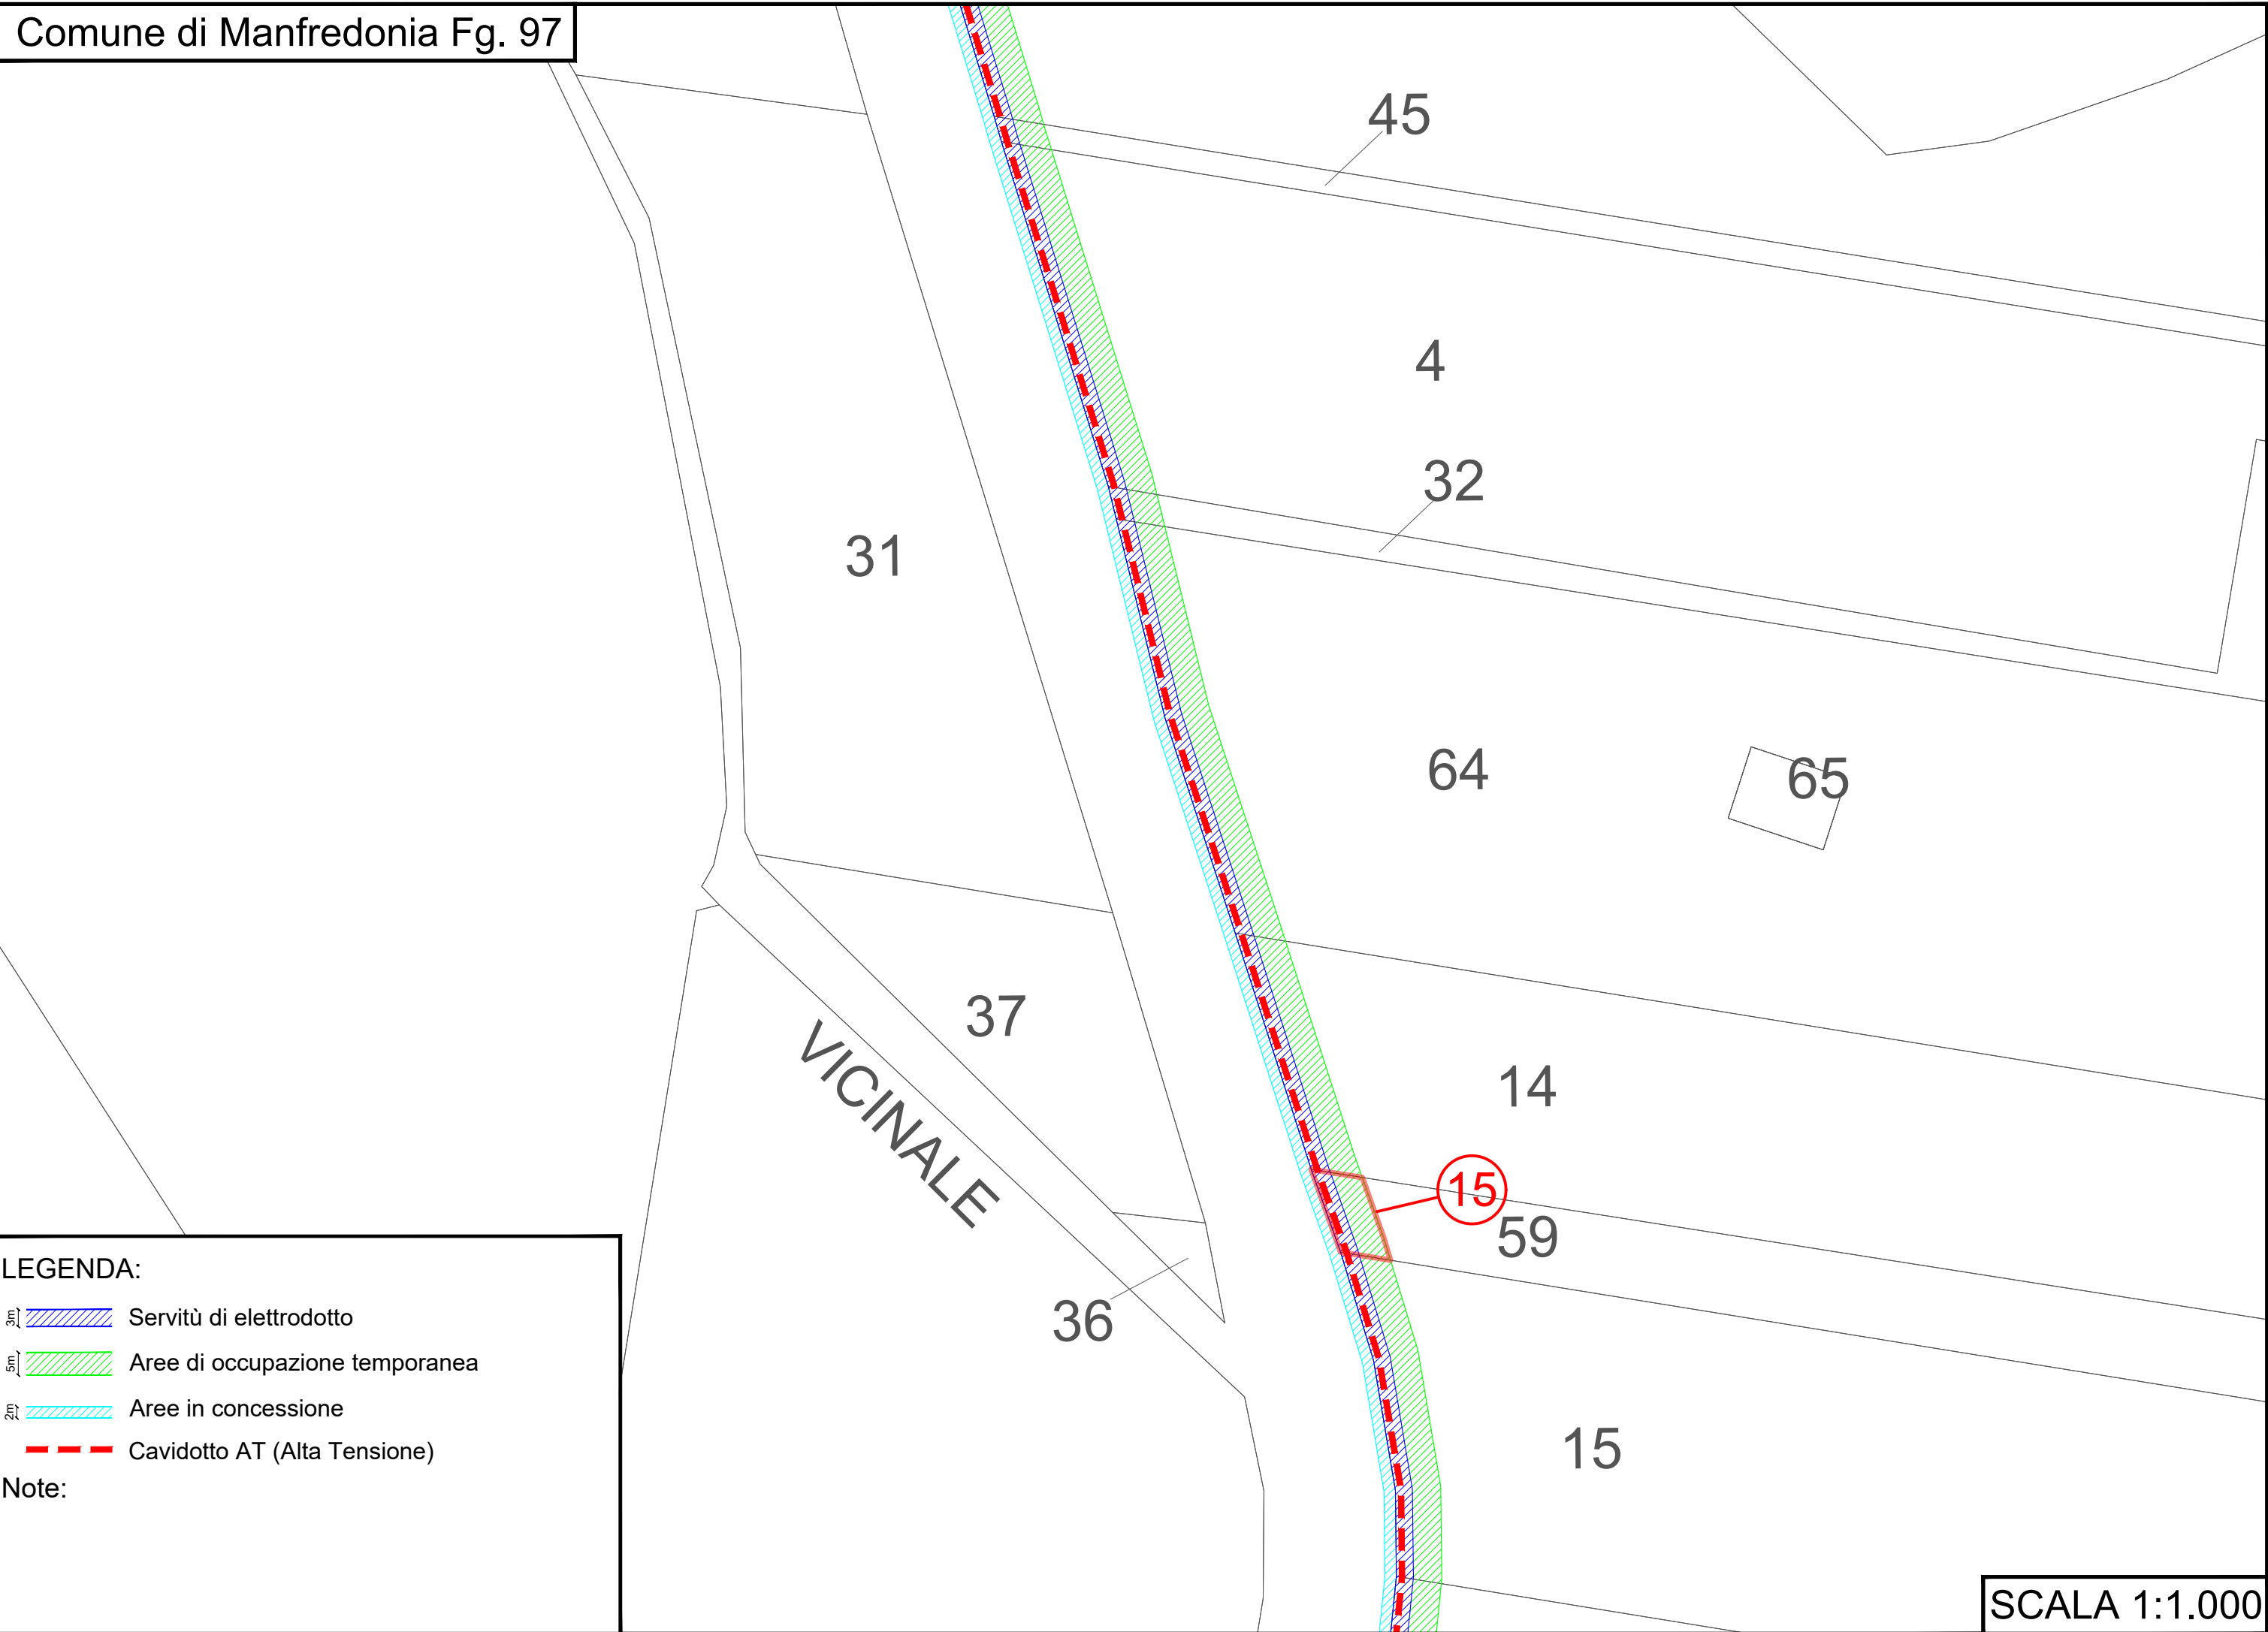 Comune di Manfredonia Fg. 97
45
4
32
31
64
65
37
VICINALE
14
15
59
36
15
LEGENDA:
3m Servitù di elettrodotto
5m Aree di occupazione temporanea
2m Aree in concessione
Cavidotto AT (Alta Tensione)
Note:
SCALA 1:1.000